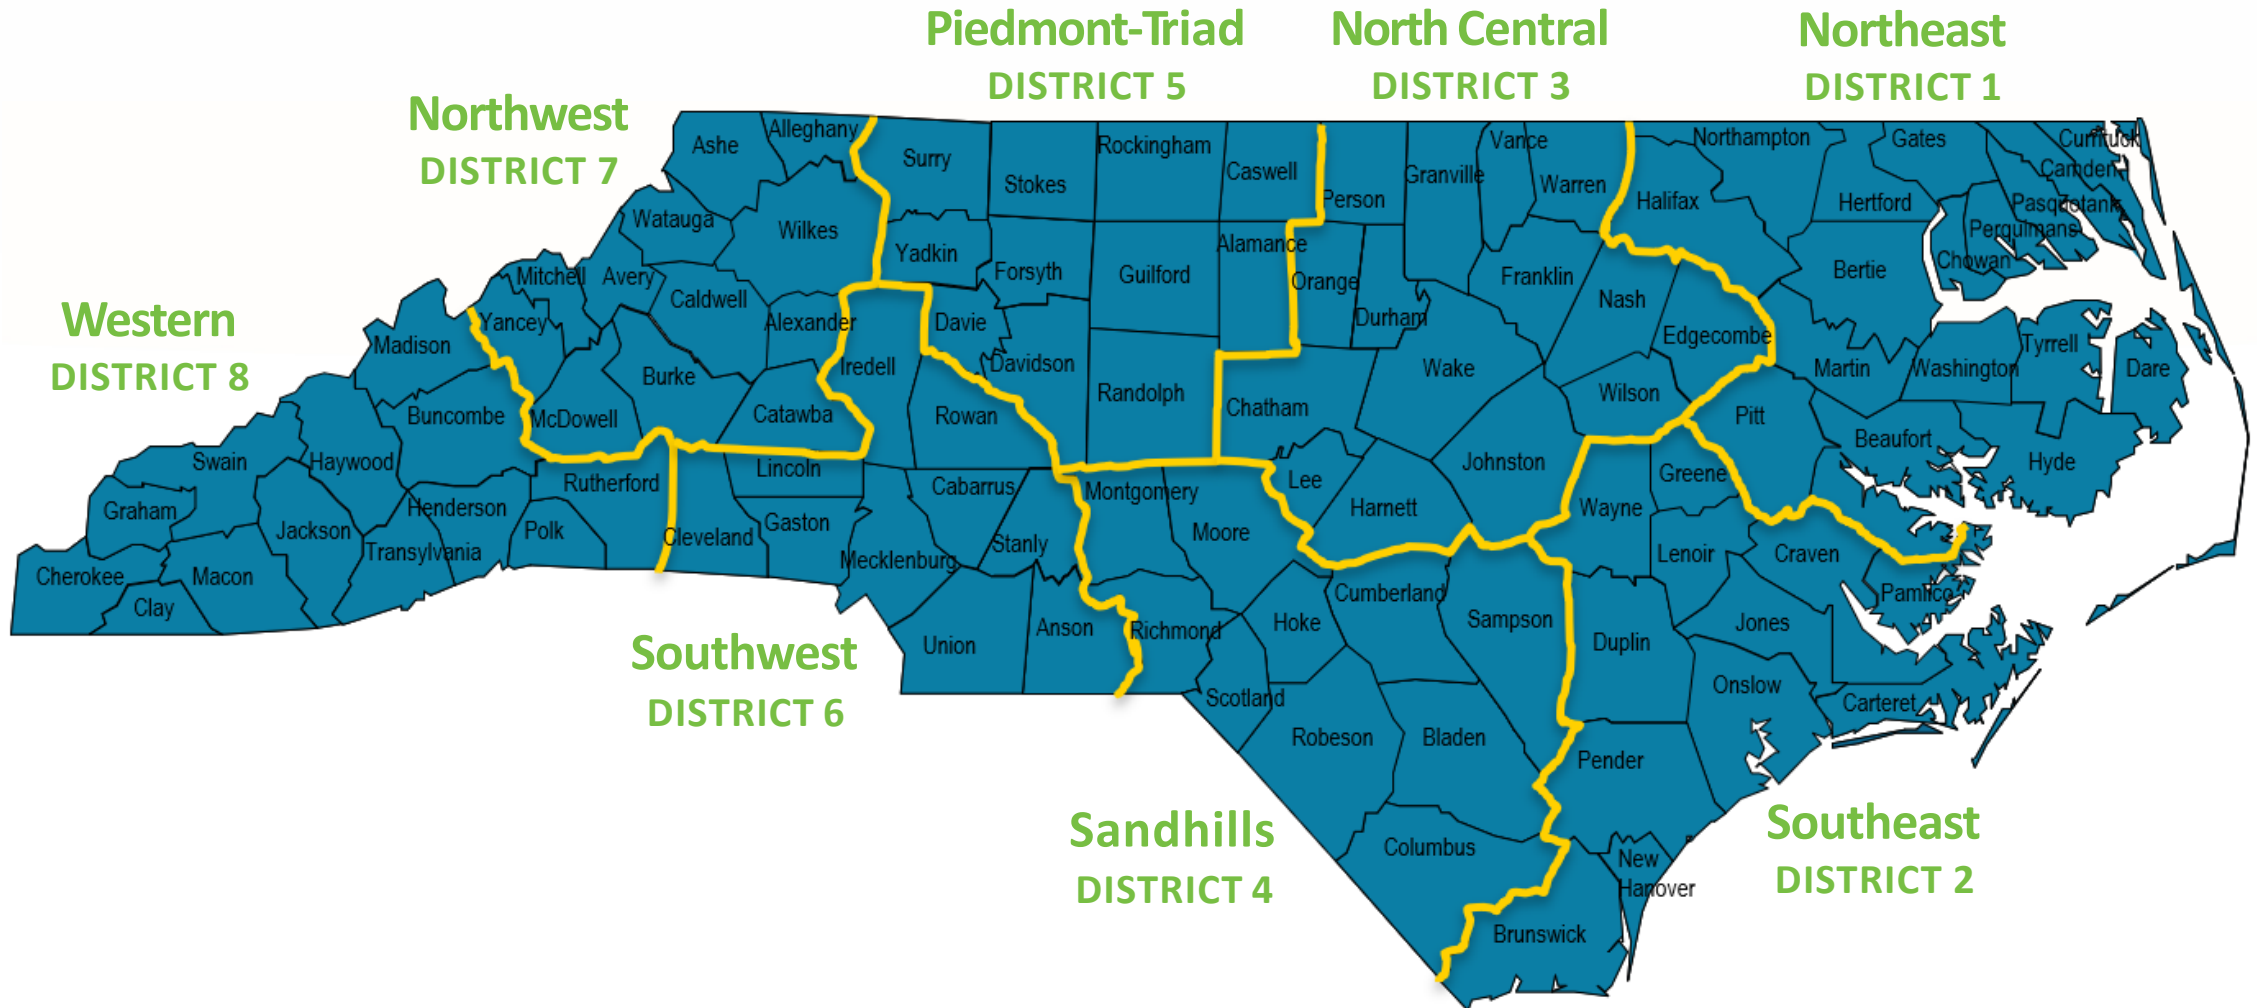 Piedmont-Triad
DISTRICT 5
North Central
DISTRICT 3
Northeast
DISTRICT 1
Northwest
DISTRICT 7
Western
DISTRICT 8
Southwest
DISTRICT 6
Sandhills
DISTRICT 4
Southeast
DISTRICT 2
Ashe
Alleghany
Surry
Stokes
Rockingham
Caswell
Person
Granville
Vance
Warren
Northampton
Halifax
Gates
Hertford
Currituck
Camden
Pasquotank
Perquimans
Chowan
Bertie
Watauga
Wilkes
Yadkin
Forsyth
Guilford
Alamance
Orange
Durham
Franklin
Nash
Edgecombe
Mitchell
Avery
Caldwell
Alexander
Yancey
Madison
Davie
Iredell
Davidson
Randolph
Chatham
Wake
Wilson
Martin
Washington
Tyrrell
Dare
Pitt
Beaufort
Hyde
Buncombe
McDowell
Burke
Catawba
Rowan
Lincoln
Swain
Haywood
Rutherford
Graham
Jackson
Henderson
Transylvania
Polk
Cleveland
Gaston
Mecklenburg
Cabarrus
Stanly
Montgomery
Moore
Lee
Harnett
Johnston
Wayne
Greene
Lenoir
Craven
Pamlico
Cherokee
Macon
Clay
Union
Anson
Richmond
Hoke
Cumberland
Sampson
Duplin
Jones
Onslow
Carteret
Scotland
Robeson
Bladen
Pender
Columbus
New
Hanover
Brunswick